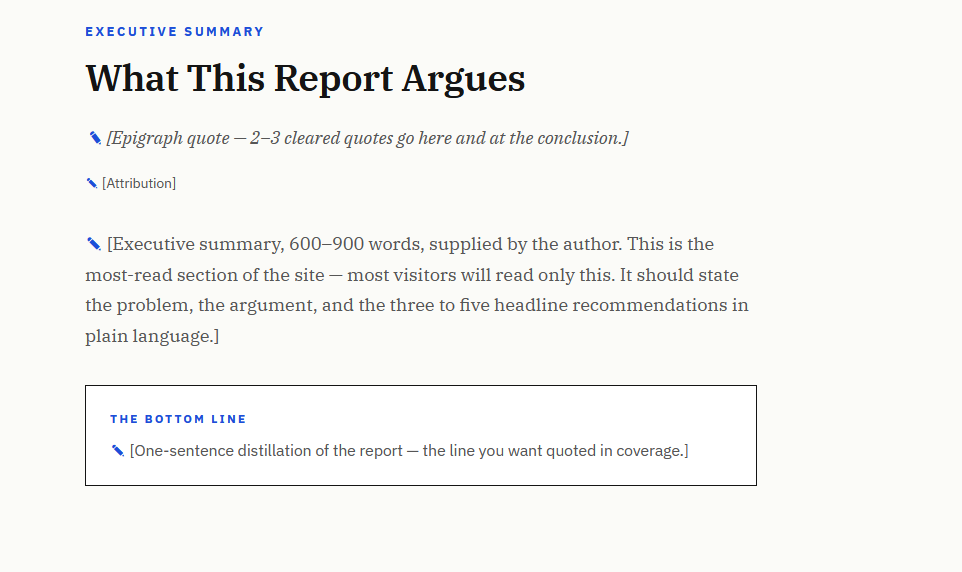 EXECUTIVE SUMMARY
What This Report Argues
[Epigraph quote — 2–3 cleared quotes go here and at the conclusion.]
[Attribution]
[Executive summary, 600–900 words, supplied by the author. This is the
most-read section of the site — most visitors will read only this. It should state
the problem, the argument, and the three to five headline recommendations in
plain language.]
THE BOTTOM LINE
[One-sentence distillation of the report — the line you want quoted in coverage.]